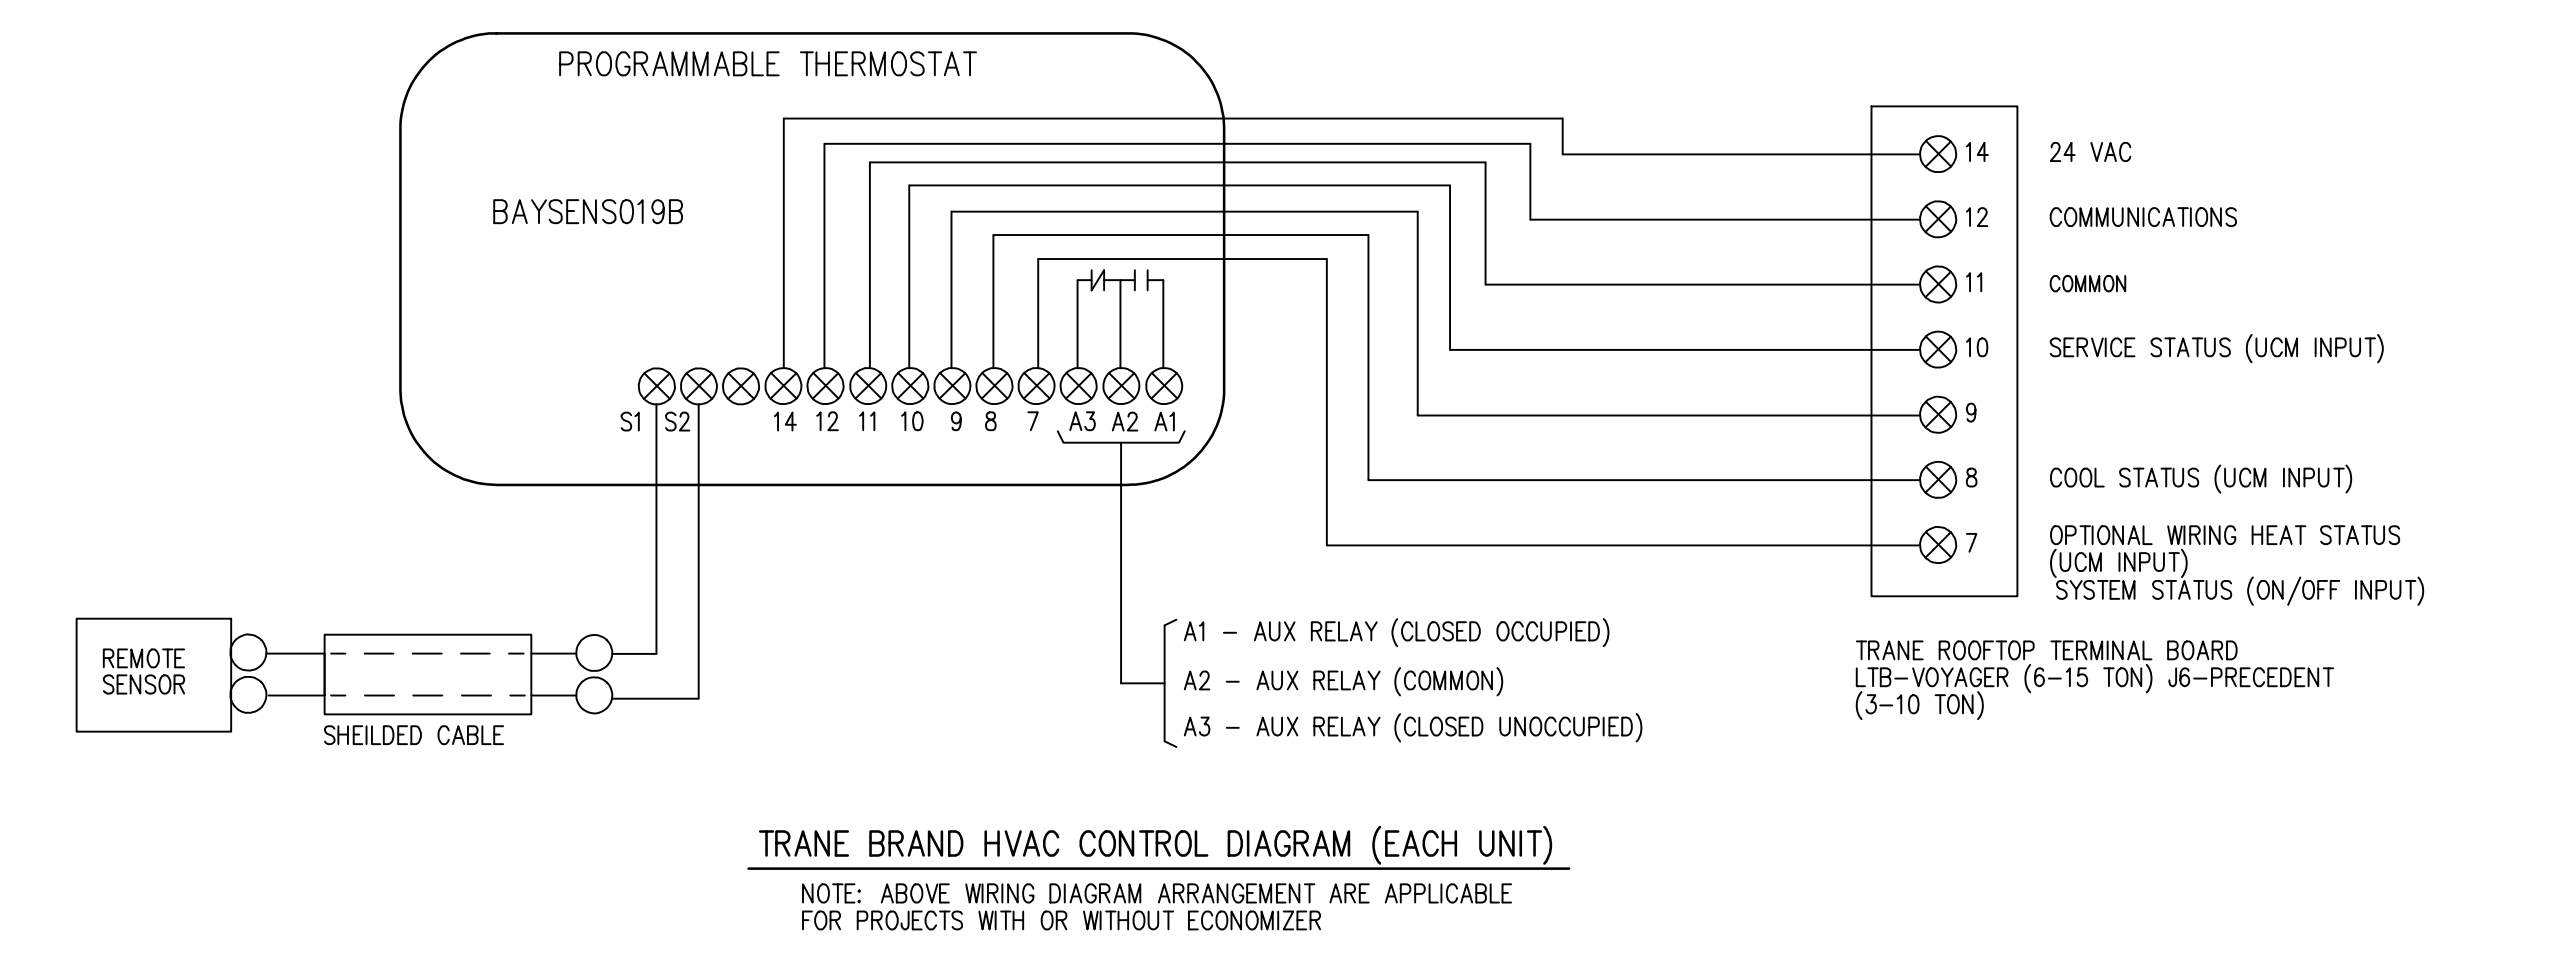 PROGRAMMABLE THERMOSTAT
BAYSENS019B
S1 S2 14 12 11 10 9 8 7 A3 A2 A1
14 24 VAC
12 COMMUNICATIONS
11 COMMON
10 SERVICE STATUS (UCM INPUT)
9
8 COOL STATUS (UCM INPUT)
7 OPTIONAL WIRING HEAT STATUS
(UCM INPUT)
SYSTEM STATUS (ON/OFF INPUT)
TRANE ROOFTOP TERMINAL BOARD
LTB-VOYAGER (6-15 TON) J6-PRECEDENT
(3-10 TON)
REMOTE
SENSOR
SHEILDED CABLE
A1 - AUX RELAY (CLOSED OCCUPIED)
A2 - AUX RELAY (COMMON)
A3 - AUX RELAY (CLOSED UNOCCUPIED)
TRANE BRAND HVAC CONTROL DIAGRAM (EACH UNIT)
NOTE: ABOVE WIRING DIAGRAM ARRANGEMENT ARE APPLICABLE
FOR PROJECTS WITH OR WITHOUT ECONOMIZER